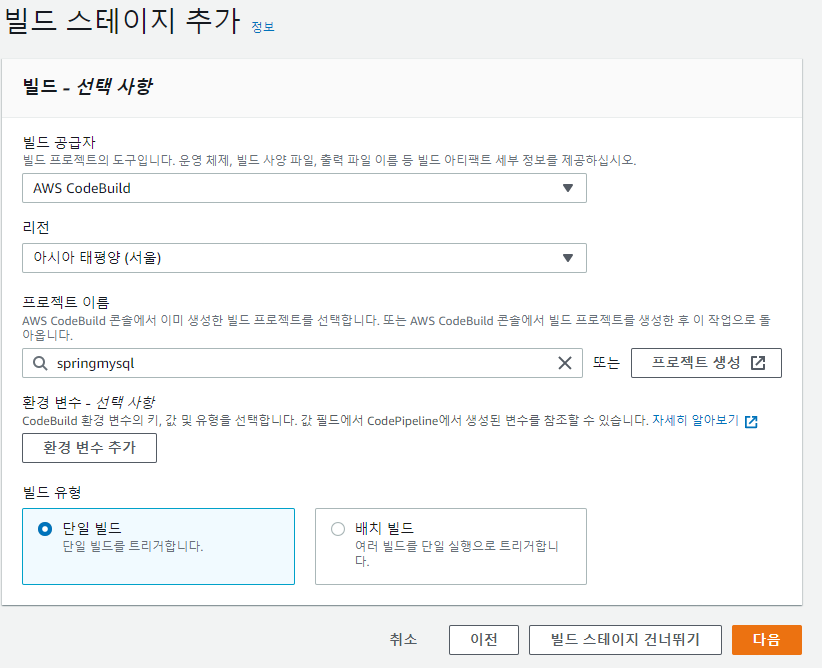 빌드 스테이지 추가 정보
빌드 - 선택 사항
빌드 공급자
빌드 프로젝트의 도구입니다. 운영 체제, 빌드 사양 파일, 출력 파일 이름 등 빌드 아티팩트 세부 정보를 제공하십시오.
AWS CodeBuild
리전
아시아 태평양 (서울)
프로젝트 이름
AWS CodeBuild 콘솔에서 이미 생성한 빌드 프로젝트를 선택합니다. 또는 AWS CodeBuild 콘솔에서 빌드 프로젝트를 생성한 후 이 작업으로 돌
아옵니다.
springmysql 또는 프로젝트 생성
환경 변수 - 선택 사항
CodeBuild 환경 변수의 키, 값 및 유형을 선택합니다. 값 필드에서 CodePipeline에서 생성된 변수를 참조할 수 있습니다. 자세히 알아보기
환경 변수 추가
빌드 유형
단일 빌드
단일 빌드를 트리거합니다.
배치 빌드
여러 빌드를 단일 실행으로 트리거합니
다.
취소 이전 빌드 스테이지 건너뛰기 다음